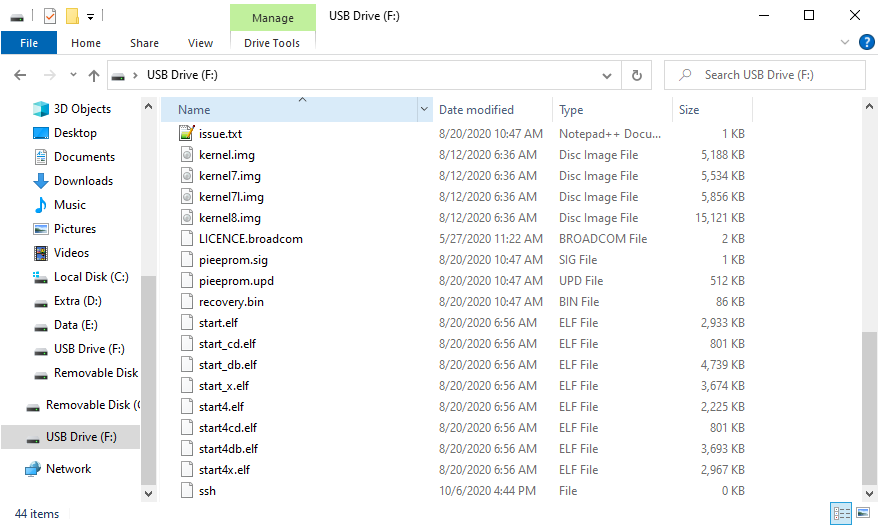 Manage
USB Drive (F:)
File
Home
Share
View
Drive Tools
USB Drive (F:)
Search USB Drive (F:)
3D Objects
Desktop
Documents
Downloads
Music
Pictures
Videos
Local Disk (C:)
Extra (D:)
Data (E:)
USB Drive (F:)
Removable Disk
Removable Disk (
USB Drive (F:)
Network
Name Date modified Type Size
issue.txt 8/20/2020 10:47 AM Notepad++ Docu... 1 KB
kernel.img 8/12/2020 6:36 AM Disc Image File 5,188 KB
kernel7.img 8/12/2020 6:36 AM Disc Image File 5,534 KB
kernel7l.img 8/12/2020 6:36 AM Disc Image File 5,856 KB
kernel8.img 8/12/2020 6:36 AM Disc Image File 15,121 KB
LICENCE.broadcom 5/27/2020 11:22 AM BROADCOM File 2 KB
pieeprom.sig 8/20/2020 10:47 AM SIG File 1 KB
pieeprom.upd 8/20/2020 10:47 AM UPD File 512 KB
recovery.bin 8/20/2020 10:47 AM BIN File 86 KB
start.elf 8/20/2020 6:56 AM ELF File 2,933 KB
start_cd.elf 8/20/2020 6:56 AM ELF File 801 KB
start_db.elf 8/20/2020 6:56 AM ELF File 4,739 KB
start_x.elf 8/20/2020 6:56 AM ELF File 3,674 KB
start4.elf 8/20/2020 6:56 AM ELF File 2,225 KB
start4cd.elf 8/20/2020 6:56 AM ELF File 801 KB
start4db.elf 8/20/2020 6:56 AM ELF File 3,693 KB
start4x.elf 8/20/2020 6:56 AM ELF File 2,967 KB
ssh 10/6/2020 4:44 PM File 0 KB
44 items